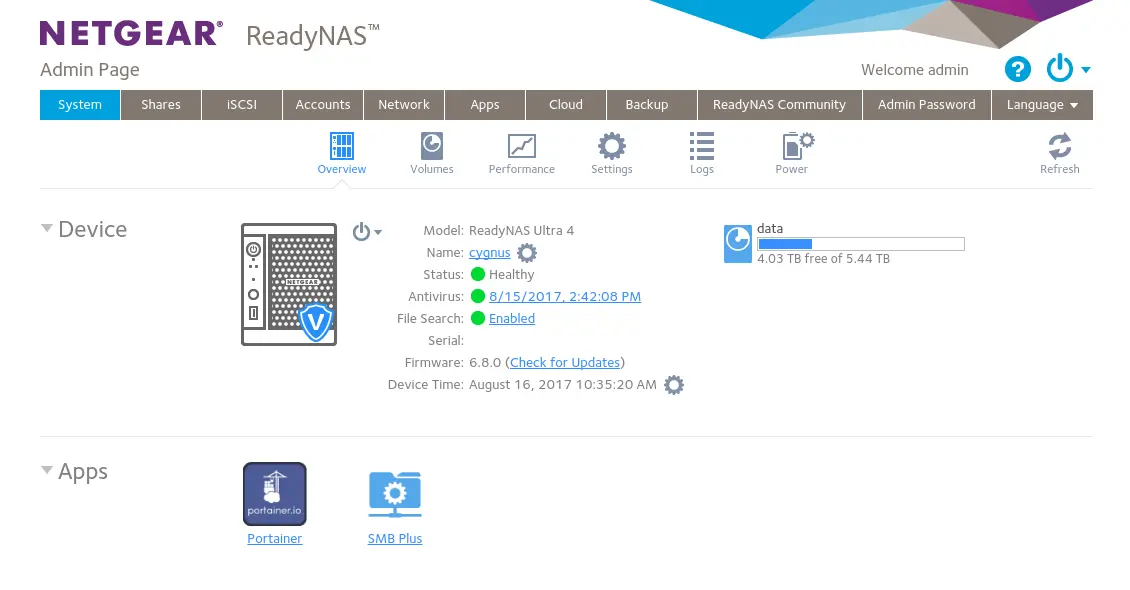 NETGEAR® ReadyNAS™
Admin Page
Welcome admin
?
System Shares iSCSI Accounts Network Apps Cloud Backup ReadyNAS Community Admin Password Language
Overview Volumes Performance Settings Logs Power Refresh
Device
Model: ReadyNAS Ultra 4
Name: cygnus
Status: Healthy
Antivirus: 8/15/2017, 2:42:08 PM
File Search: Enabled
Serial:
Firmware: 6.8.0 (Check for Updates)
Device Time: August 16, 2017 10:35:20 AM
NETGEAR
V
data
4.03 TB free of 5.44 TB
Apps
portainer.io
Portainer
SMB Plus